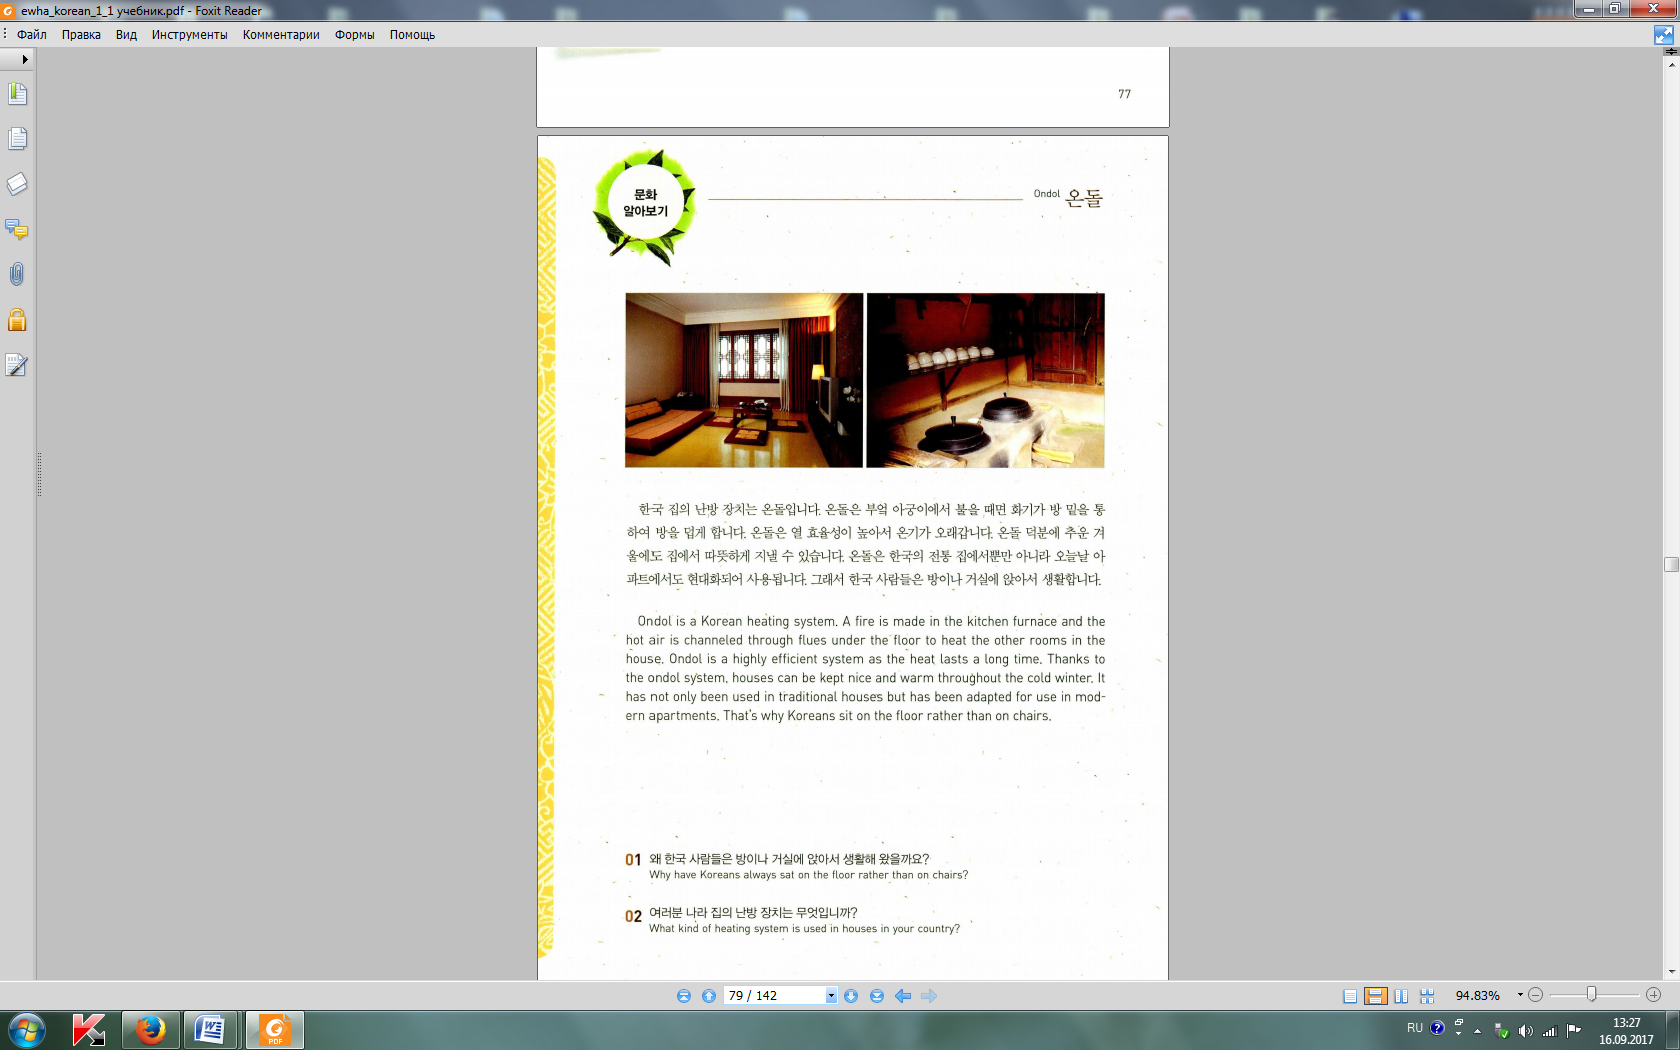 ewha_korean_1_1 учебник.pdf - Foxit Reader
Файл Правка Вид Инструменты Комментарии Формы Помощь
77
문화
알아보기
Ondol 온돌
한국 집의 난방 장치는 온돌입니다. 온돌은 부엌 아궁이에서 불을 때면 화기가 방 밑을 통
하여 방을 덥게 합니다. 온돌은 열 효율성이 높아서 온기가 오래갑니다. 온돌 덕분에 추운 겨
울에도 집에서 따뜻하게 지낼 수 있습니다. 온돌은 한국의 전통 집에서뿐만 아니라 오늘날 아
파트에서도 현대화되어 사용됩니다. 그래서 한국 사람들은 방이나 거실에 앉아서 생활합니다.
Ondol is a Korean heating system. A fire is made in the kitchen furnace and the
hot air is channeled through flues under the floor to heat the other rooms in the
house. Ondol is a highly efficient system as the heat lasts a long time. Thanks to
the ondol system, houses can be kept nice and warm throughout the cold winter. It
has not only been used in traditional houses but has been adapted for use in mod-
ern apartments. That's why Koreans sit on the floor rather than on chairs.
01 왜 한국 사람들은 방이나 거실에 앉아서 생활해 왔을까요?
Why have Koreans always sat on the floor rather than on chairs?
02 여러분 나라 집의 난방 장치는 무엇입니까?
What kind of heating system is used in houses in your country?
79 / 142
94.83%
RU
13:27
16.09.2017
PDF